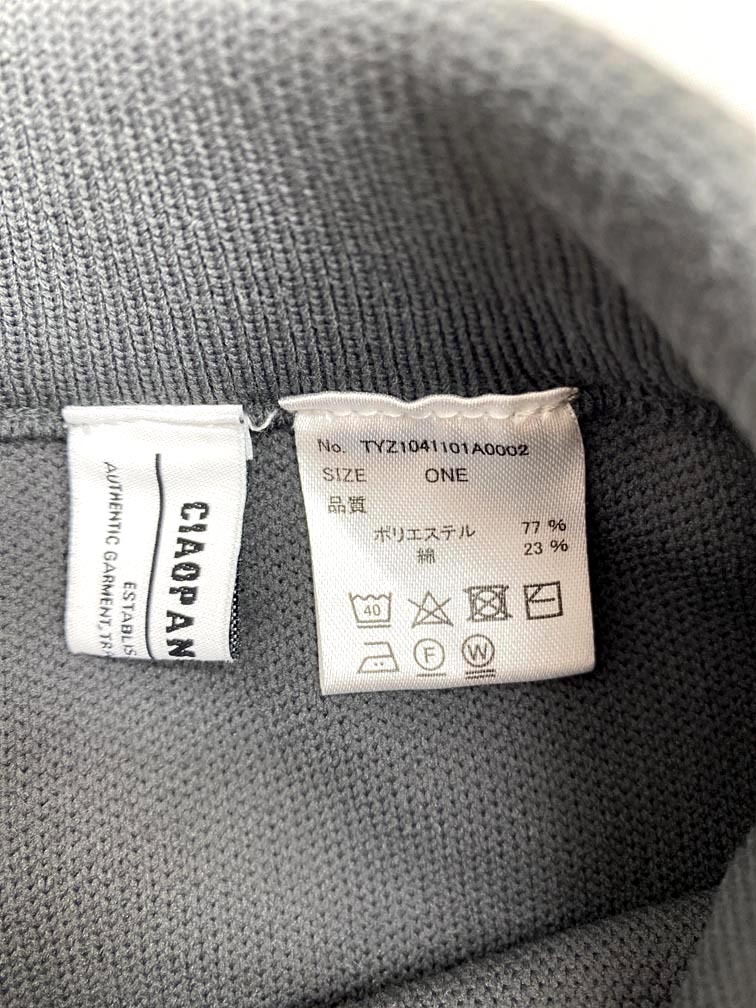 CIAOPAN
ESTABLIS
AUTHENTIC GARMENT, TR
No. TYZ1041101A0002
SIZE ONE
品質
ポリエステル 77 %
綿 23 %
40
F W